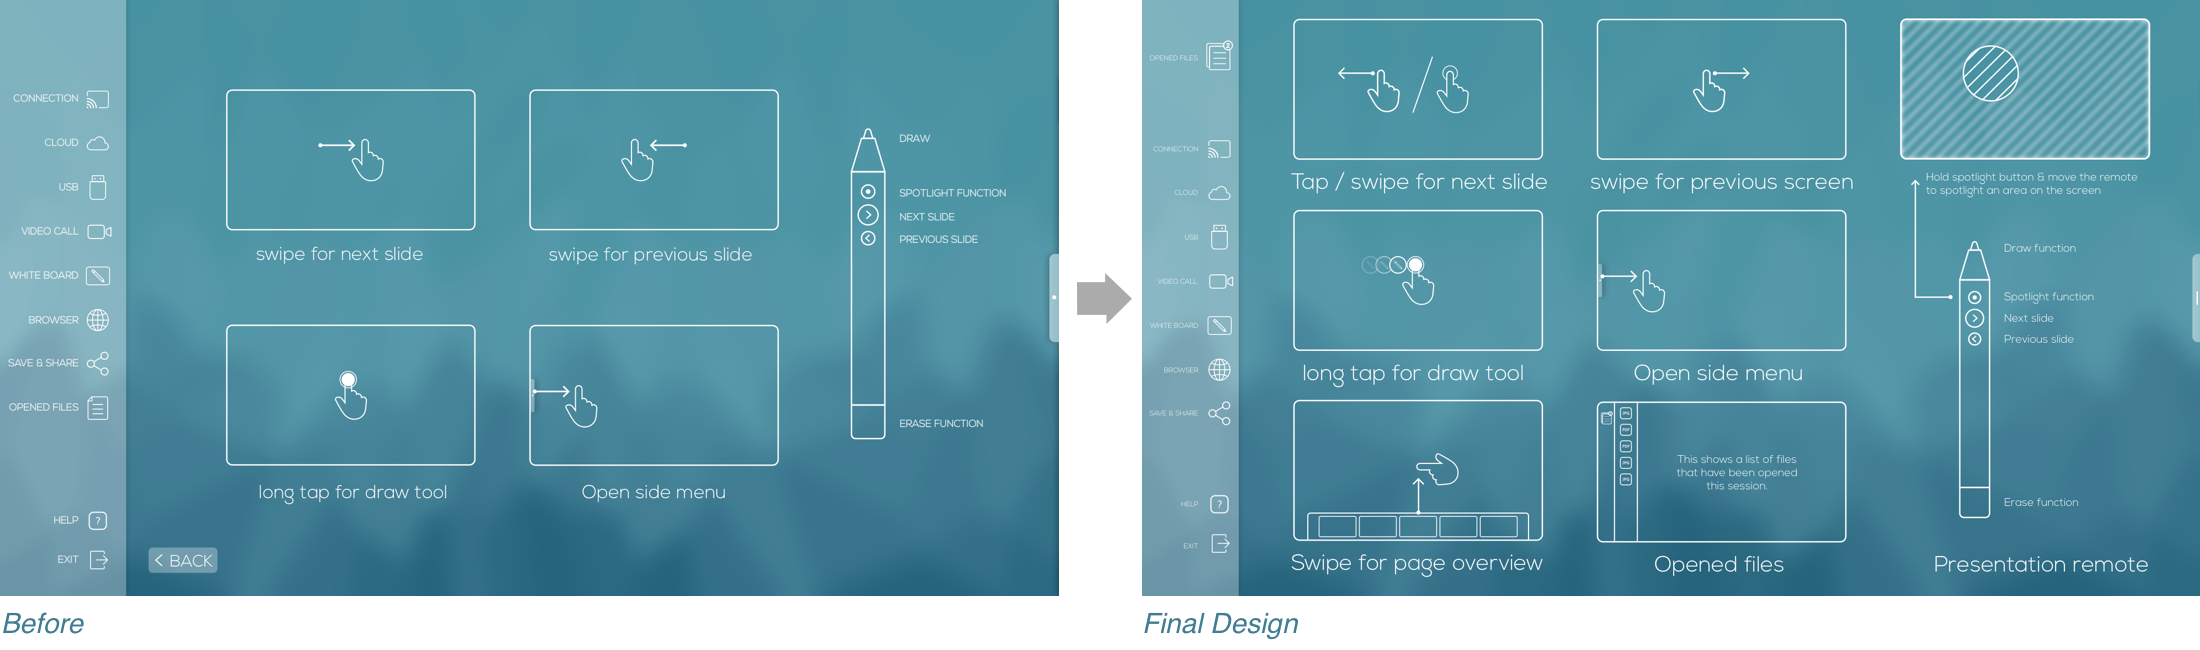 CONNECTION
CLOUD
USB
VIDEO CALL
WHITE BOARD
BROWSER
SAVE & SHARE
OPENED FILES
HELP
?
EXIT
swipe for next slide
swipe for previous slide
long tap for draw tool
Open side menu
DRAW
SPOTLIGHT FUNCTION
NEXT SLIDE
PREVIOUS SLIDE
ERASE FUNCTION
< BACK
Before
OPENED FILES
2
CONNECTION
CLOUD
USB
VIDEO CALL
WHITE BOARD
BROWSER
SAVE & SHARE
HELP
?
EXIT
Tap / swipe for next slide
swipe for previous screen
long tap for draw tool
Open side menu
Swipe for page overview
JPG
PDF
PDF
JPG
JPG
This shows a list of files
that have been opened
this session.
Opened files
Hold spotlight button & move the remote
to spotlight an area on the screen
Draw function
Spotlight function
Next slide
Previous slide
Erase function
Presentation remote
Final Design